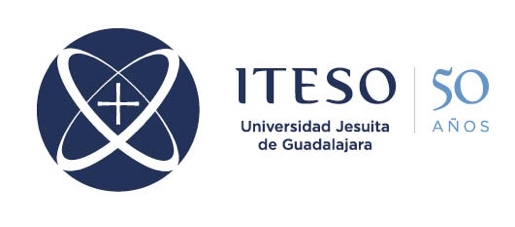 ITESO
Universidad Jesuita
de Guadalajara
50
AÑOS